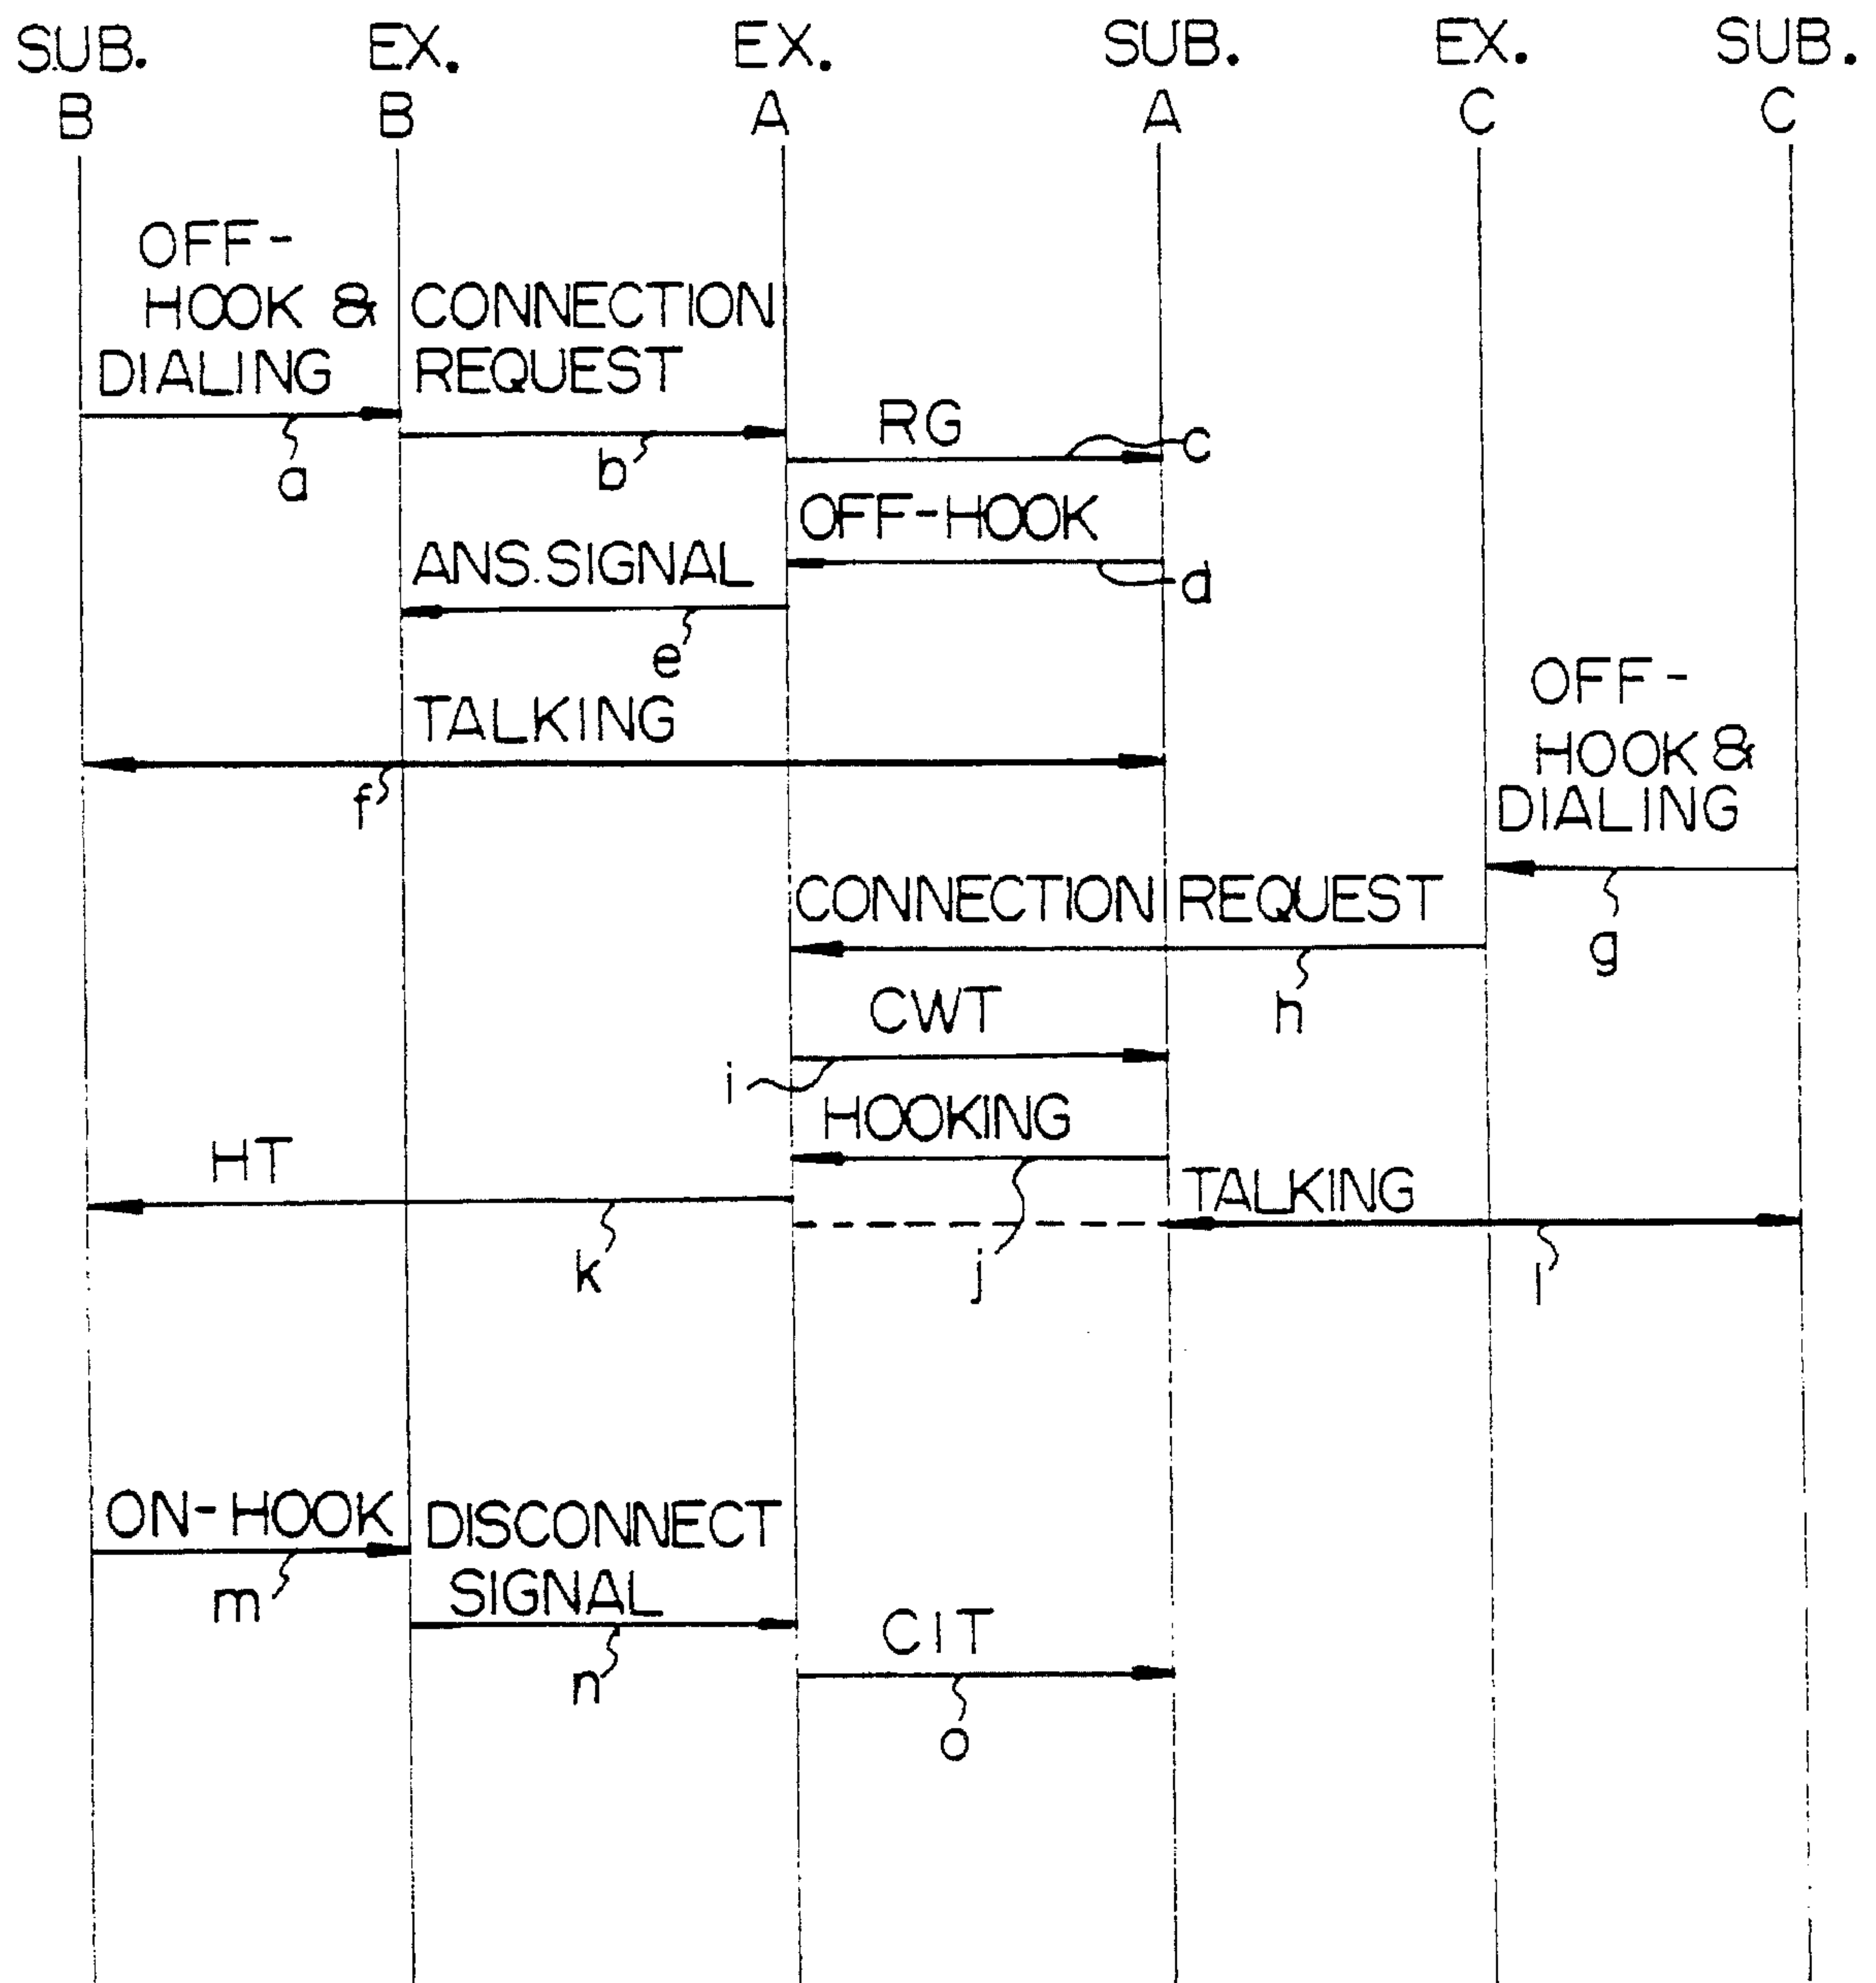 SUB. EX. EX. SUB. EX. SUB.
B B A A C C
OFF-
HOOK &
DIALING
CONNECTION
REQUEST
a
b
RG
c
OFF-HOOK
d
ANS.SIGNAL
e
TALKING
f
OFF-
HOOK &
DIALING
g
CONNECTION REQUEST
h
CWT
i
HOOKING
j
HT
k
TALKING
l
ON-HOOK
m
DISCONNECT
SIGNAL
n
CIT
o